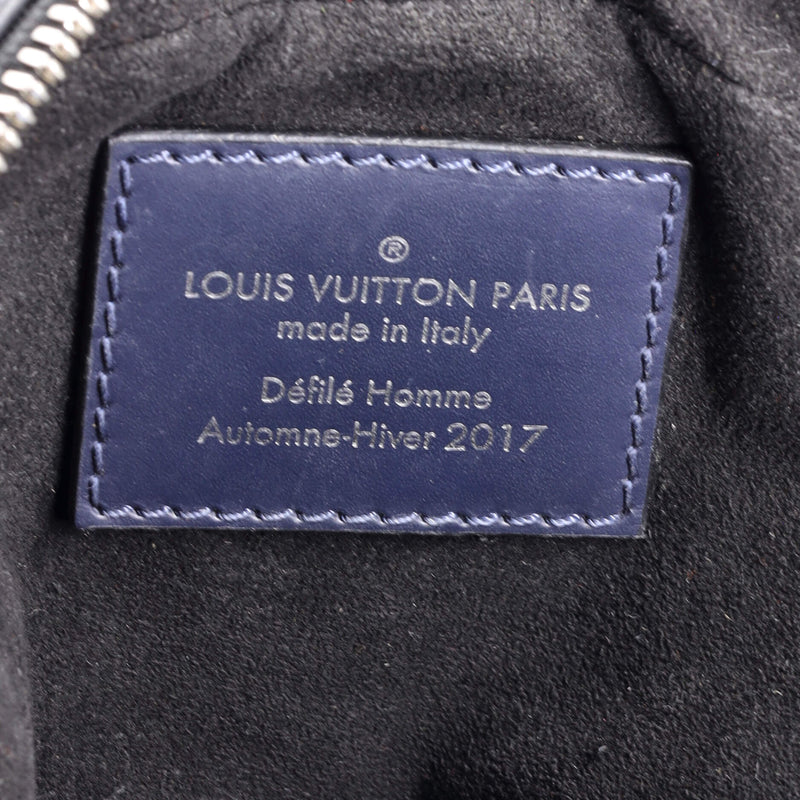 ®
LOUIS VUITTON PARIS
made in Italy
Défilé Homme
Automne-Hiver 2017